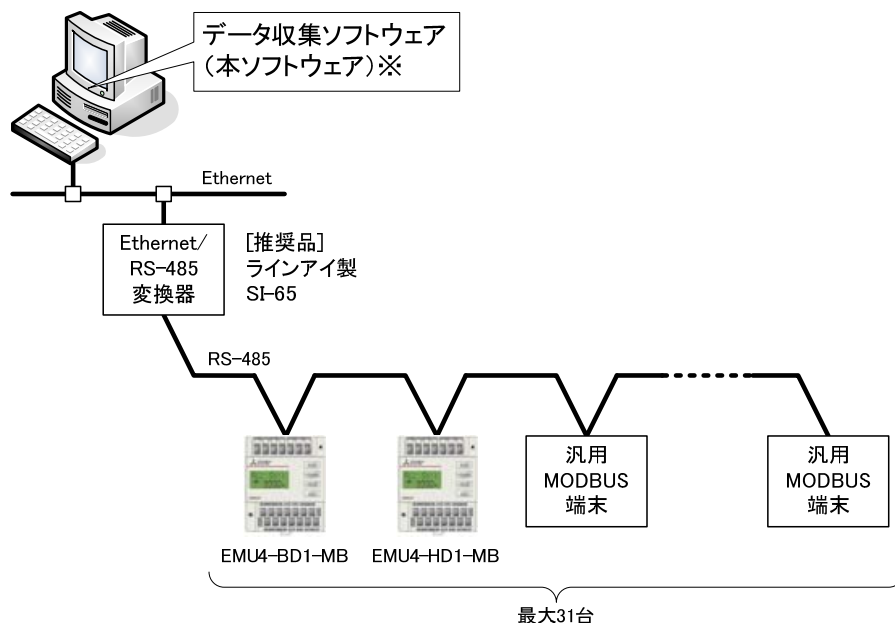 データ収集ソフトウェア
(本ソフトウェア)※
Ethernet
Ethernet/
RS-485
変換器
[推奨品]
ラインアイ製
SI-65
RS-485
汎用
MODBUS
端末
汎用
MODBUS
端末
EMU4-BD1-MB
EMU4-HD1-MB
最大31台